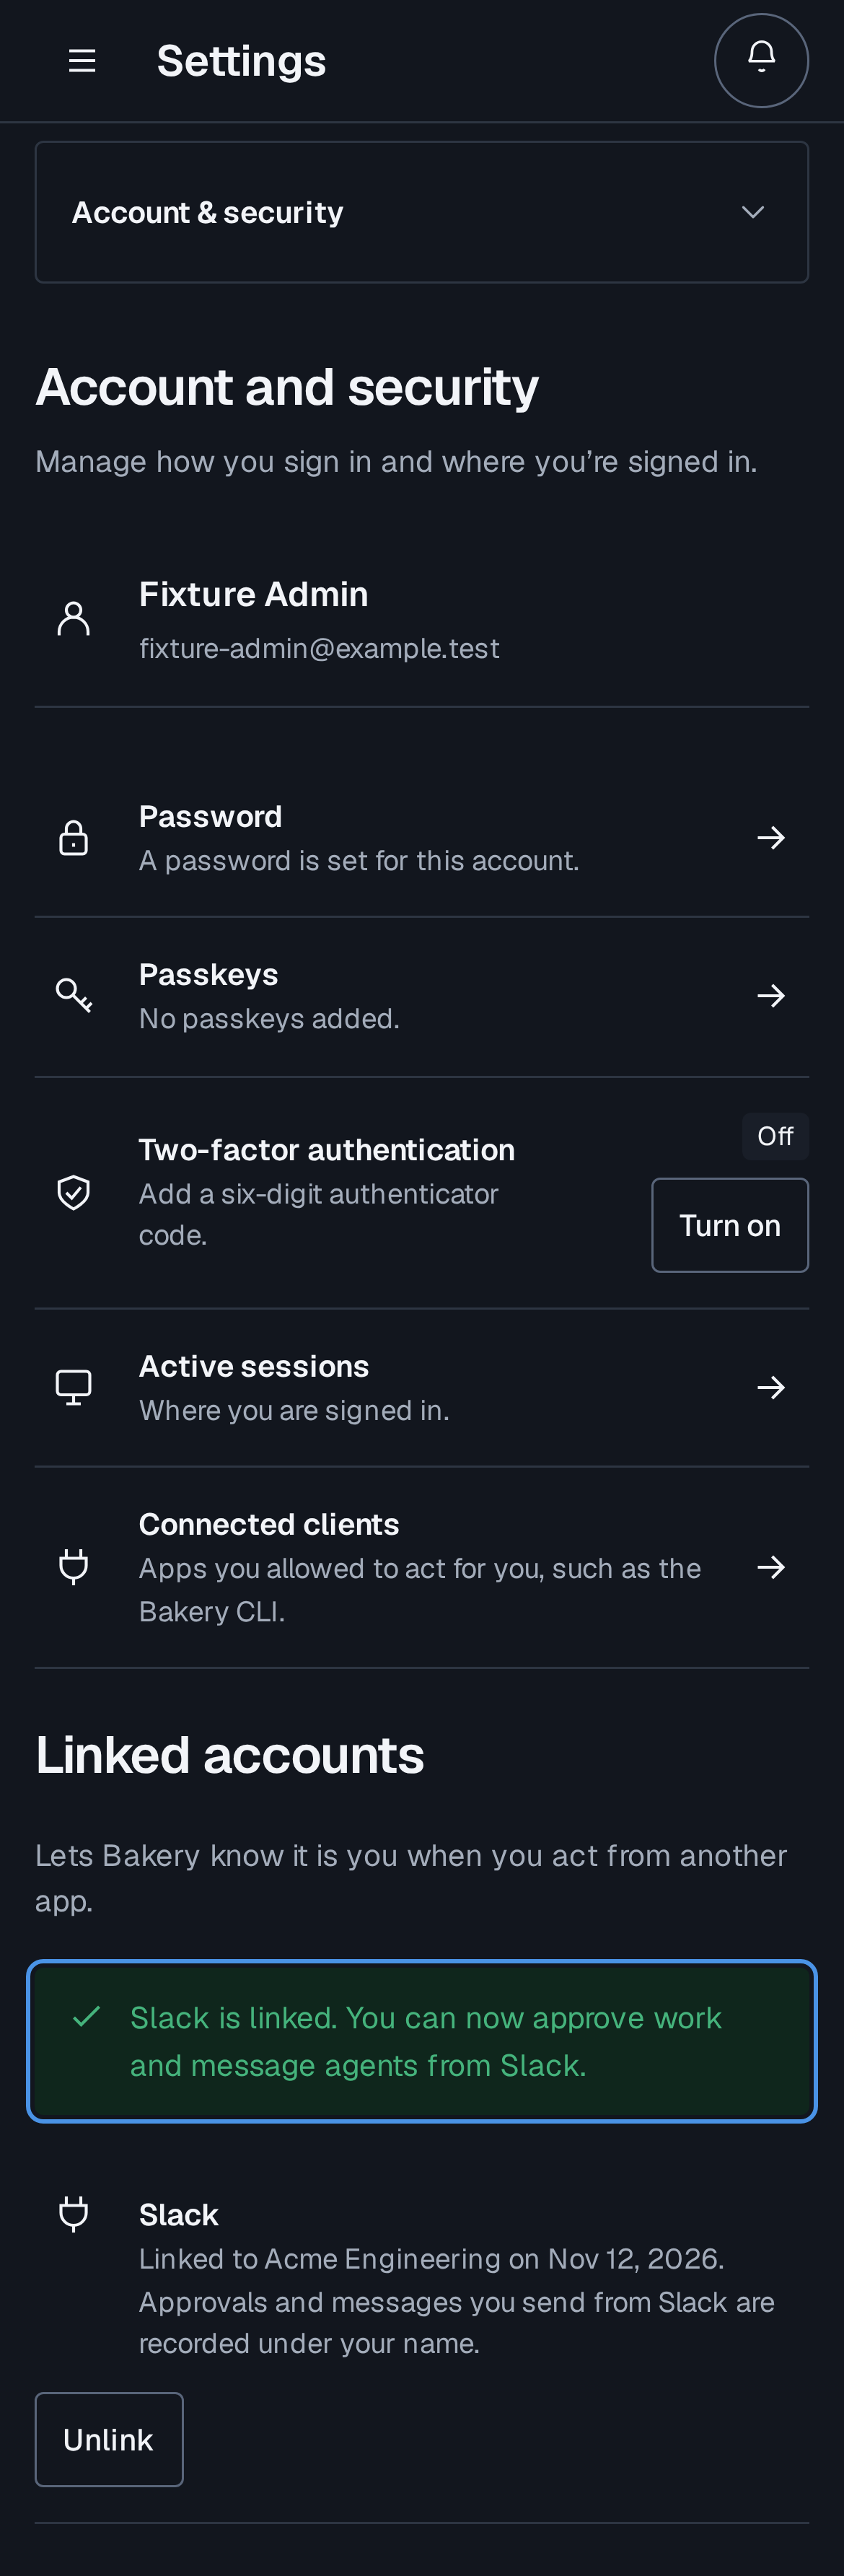 Settings
Account & security
Account and security
Manage how you sign in and where you’re signed in.
Fixture Admin
fixture-admin@example.test
Password
A password is set for this account.
Passkeys
No passkeys added.
Off
Two-factor authentication
Add a six-digit authenticator
code.
Turn on
Active sessions
Where you are signed in.
Connected clients
Apps you allowed to act for you, such as the
Bakery CLI.
Linked accounts
Lets Bakery know it is you when you act from another
app.
Slack is linked. You can now approve work
and message agents from Slack.
Slack
Linked to Acme Engineering on Nov 12, 2026.
Approvals and messages you send from Slack are
recorded under your name.
Unlink